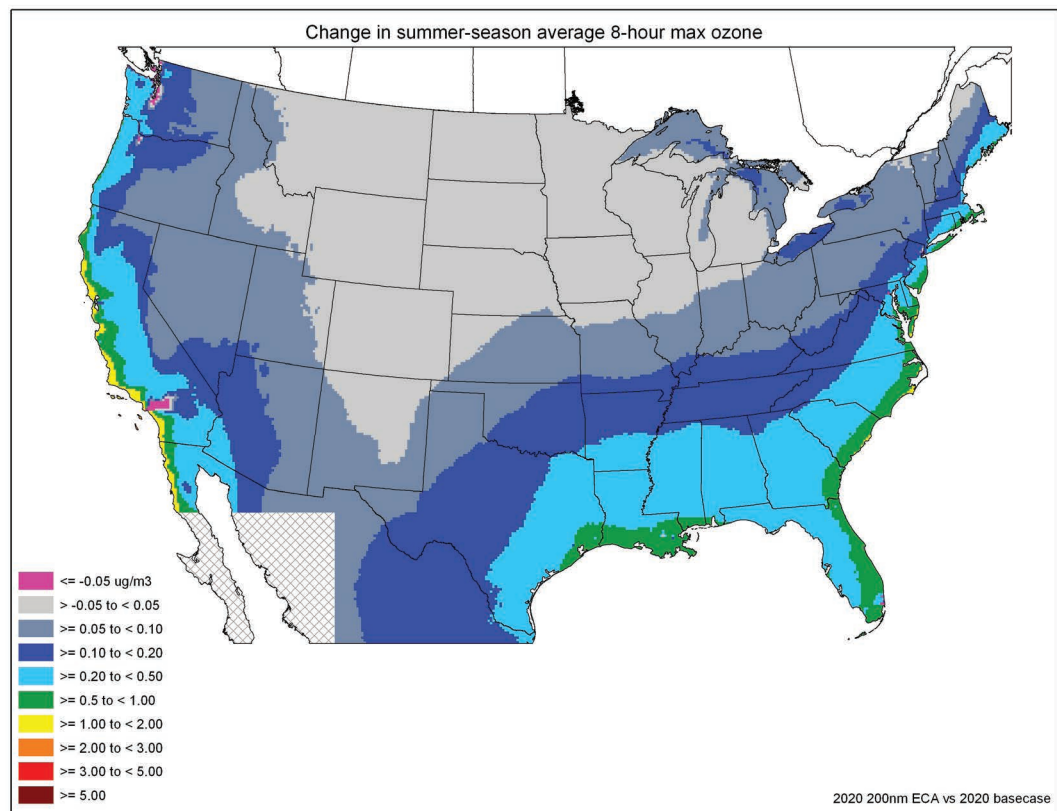 Change in summer-season average 8-hour max ozone
<= -0.05 ug/m3
> -0.05 to < 0.05
>= 0.05 to < 0.10
>= 0.10 to < 0.20
>= 0.20 to < 0.50
>= 0.5 to < 1.00
>= 1.00 to < 2.00
>= 2.00 to < 3.00
>= 3.00 to < 5.00
>= 5.00
2020 200nm ECA vs 2020 basecase